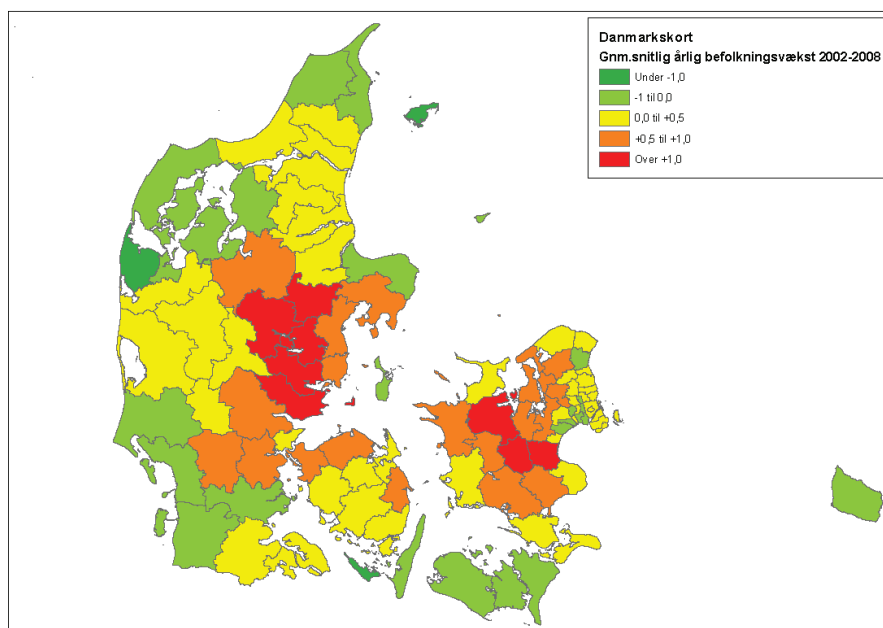 Danmarkskort
Gnm.snitlig årlig befolkningsvækst 2002-2008
Under -1,0
-1 til 0,0
0,0 til +0,5
+0,5 til +1,0
Over +1,0